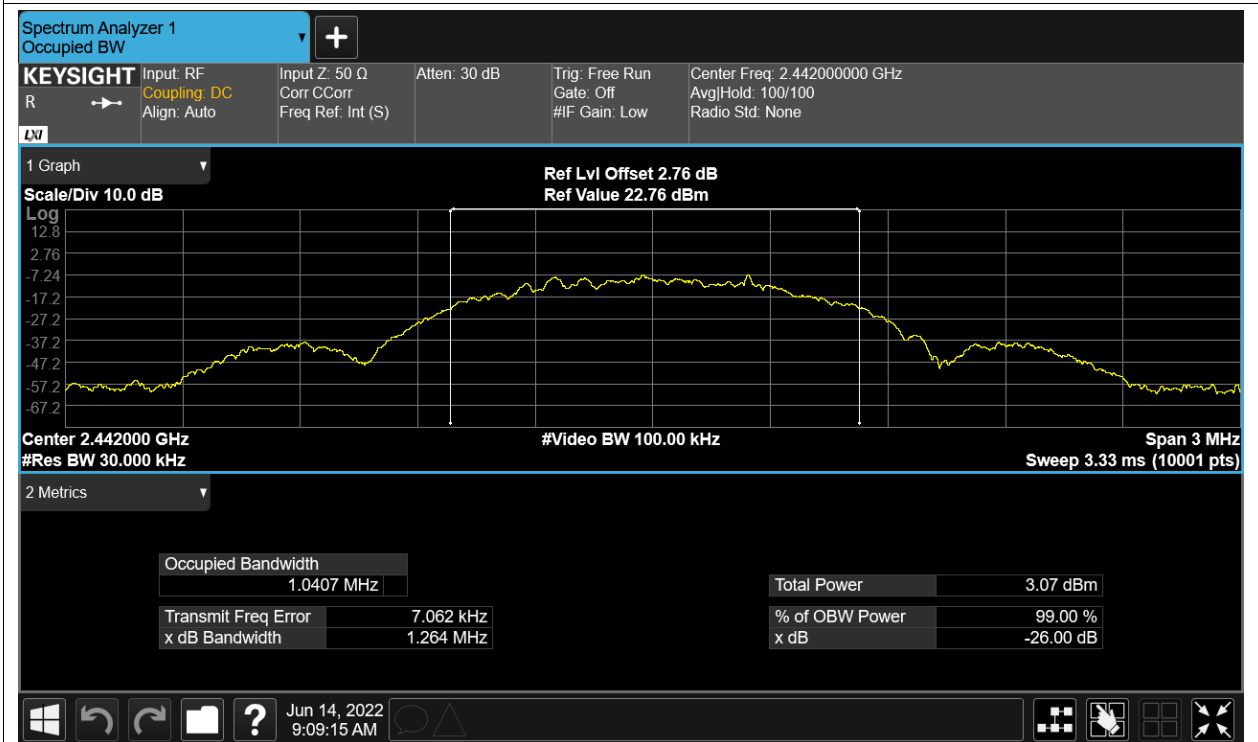 Spectrum Analyzer 1
Occupied BW
KEYSIGHT
R
LXI
Input: RF
Coupling: DC
Align: Auto
Input Z: 50 Ω
Corr CCorr
Freq Ref: Int (S)
Atten: 30 dB
Trig: Free Run
Gate: Off
#IF Gain: Low
Center Freq: 2.442000000 GHz
Avg|Hold: 100/100
Radio Std: None
1 Graph
Scale/Div 10.0 dB
Ref Lvl Offset 2.76 dB
Ref Value 22.76 dBm
Log
12.8
2.76
-7.24
-17.2
-27.2
-37.2
-47.2
-57.2
-67.2
Center 2.442000 GHz
#Video BW 100.00 kHz
Span 3 MHz
#Res BW 30.000 kHz
Sweep 3.33 ms (10001 pts)
2 Metrics
Occupied Bandwidth
1.0407 MHz
Total Power 3.07 dBm
Transmit Freq Error 7.062 kHz
% of OBW Power 99.00 %
x dB Bandwidth 1.264 MHz
x dB -26.00 dB
?
Jun 14, 2022
9:09:15 AM